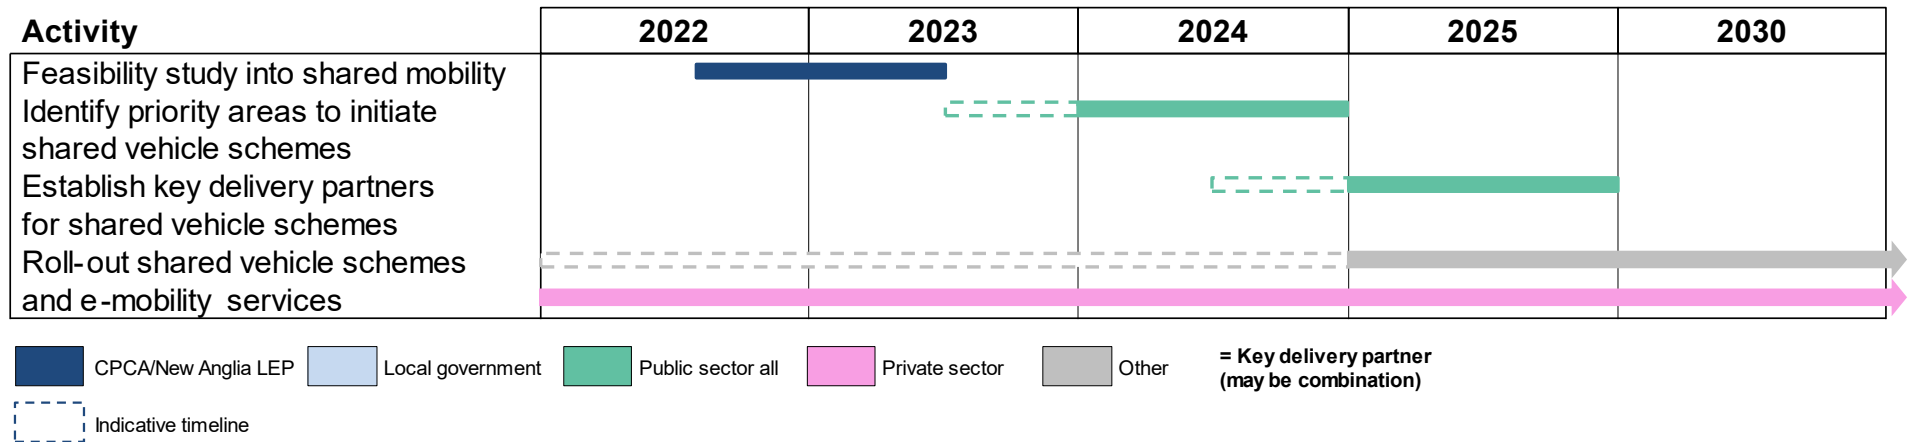 Activity 2022 2023 2024 2025 2030
Feasibility study into shared mobility
Identify priority areas to initiate
shared vehicle schemes
Establish key delivery partners
for shared vehicle schemes
Roll-out shared vehicle schemes
and e-mobility services
CPCA/New Anglia LEP Local government Public sector all Private sector Other = Key delivery partner
(may be combination)
Indicative timeline